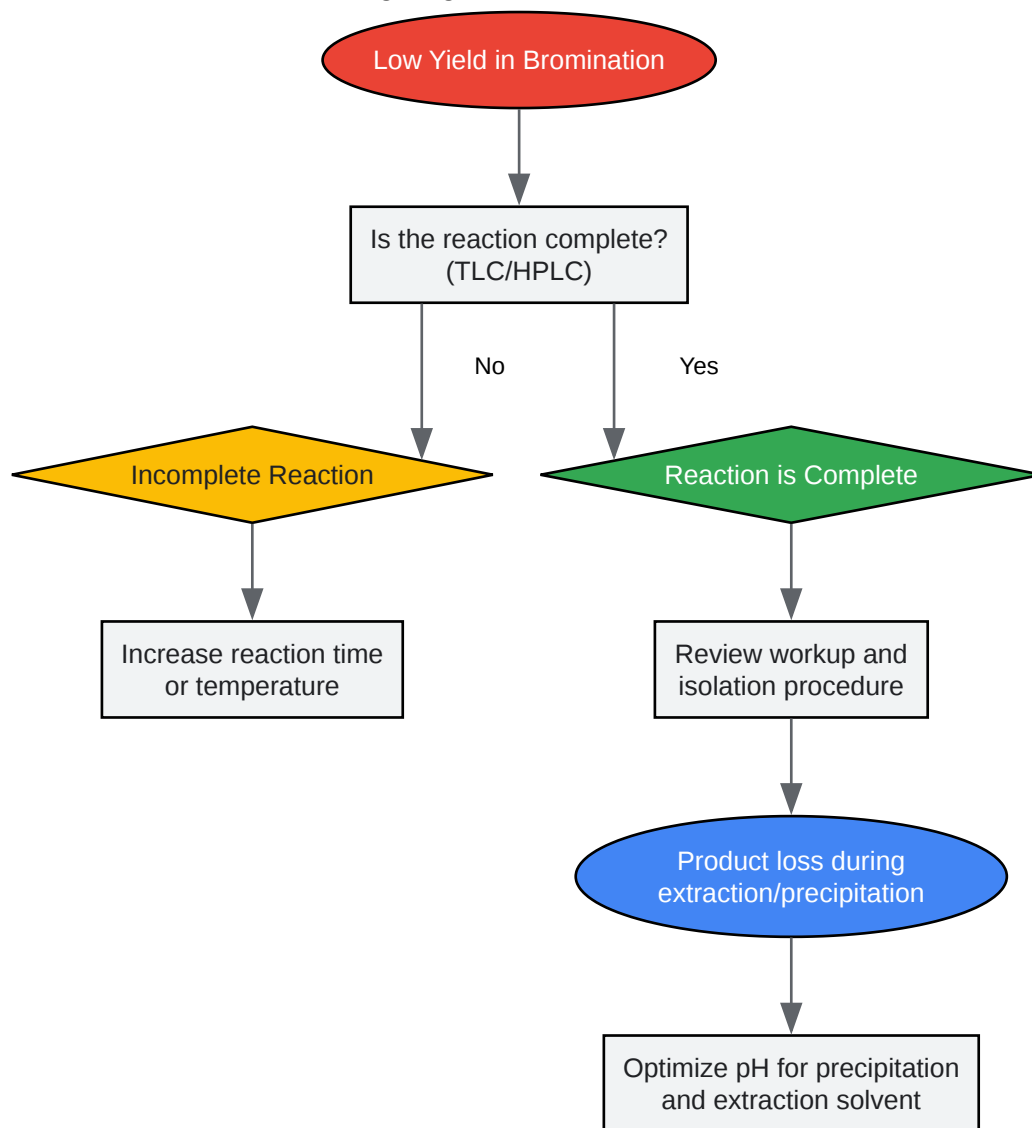 Low Yield in Bromination
Is the reaction complete?
(TLC/HPLC)
No
Yes
Incomplete Reaction
Reaction is Complete
Increase reaction time
or temperature
Review workup and
isolation procedure
Product loss during
extraction/precipitation
Optimize pH for precipitation
and extraction solvent